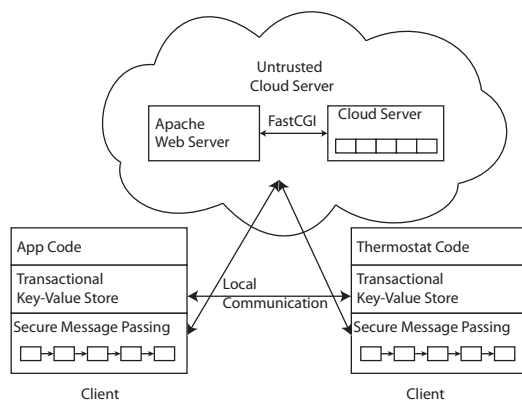 Untrusted
Cloud Server
Apache
Web Server
FastCGI
Cloud Server
App Code
Transactional
Key-Value Store
Secure Message Passing
Client
Local
Communication
Thermostat Code
Transactional
Key-Value Store
Secure Message Passing
Client